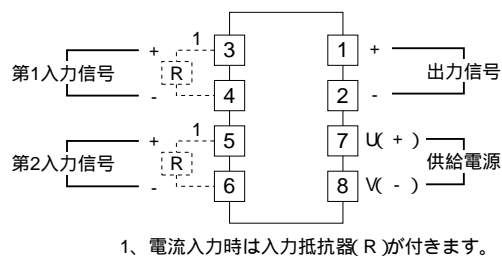 1
+ 3 1 +
第1入力信号 R 出力信号
- 4 2 -
1
+ 5 7 U( + )
第2入力信号 R 供給電源
- 6 8 V( - )
1、電流入力時は入力抵抗器( R )が付きます。